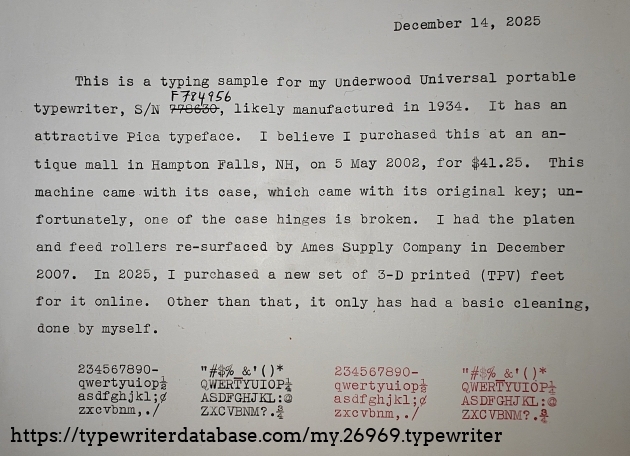 December 14, 2025
This is a typing sample for my Underwood Universal portable
F784956
typewriter, S/N 778630, likely manufactured in 1934. It has an
attractive Pica typeface. I believe I purchased this at an an-
tique mall in Hampton Falls, NH, on 5 May 2002, for $41.25. This
machine came with its case, which came with its original key; un-
fortunately, one of the case hinges is broken. I had the platen
and feed rollers re-surfaced by Ames Supply Company in December
2007. In 2025, I purchased a new set of 3-D printed (TPV) feet
for it online. Other than that, it only has had a basic cleaning,
done by myself.
234567890- "#$%_&'()* 234567890- "#$%_&'()*
qwertyuiop½ QWERTYUIOP¼ qwertyuiop½ QWERTYUIOP¼
asdfghjkl;¢ ASDFGHJKL:@ asdfghjkl;¢ ASDFGHJKL:@
zxcvbnm,./ ZXCVBNM?.¾ zxcvbnm,./ ZXCVBNM?.¾
https://typewriterdatabase.com/my.26969.typewriter